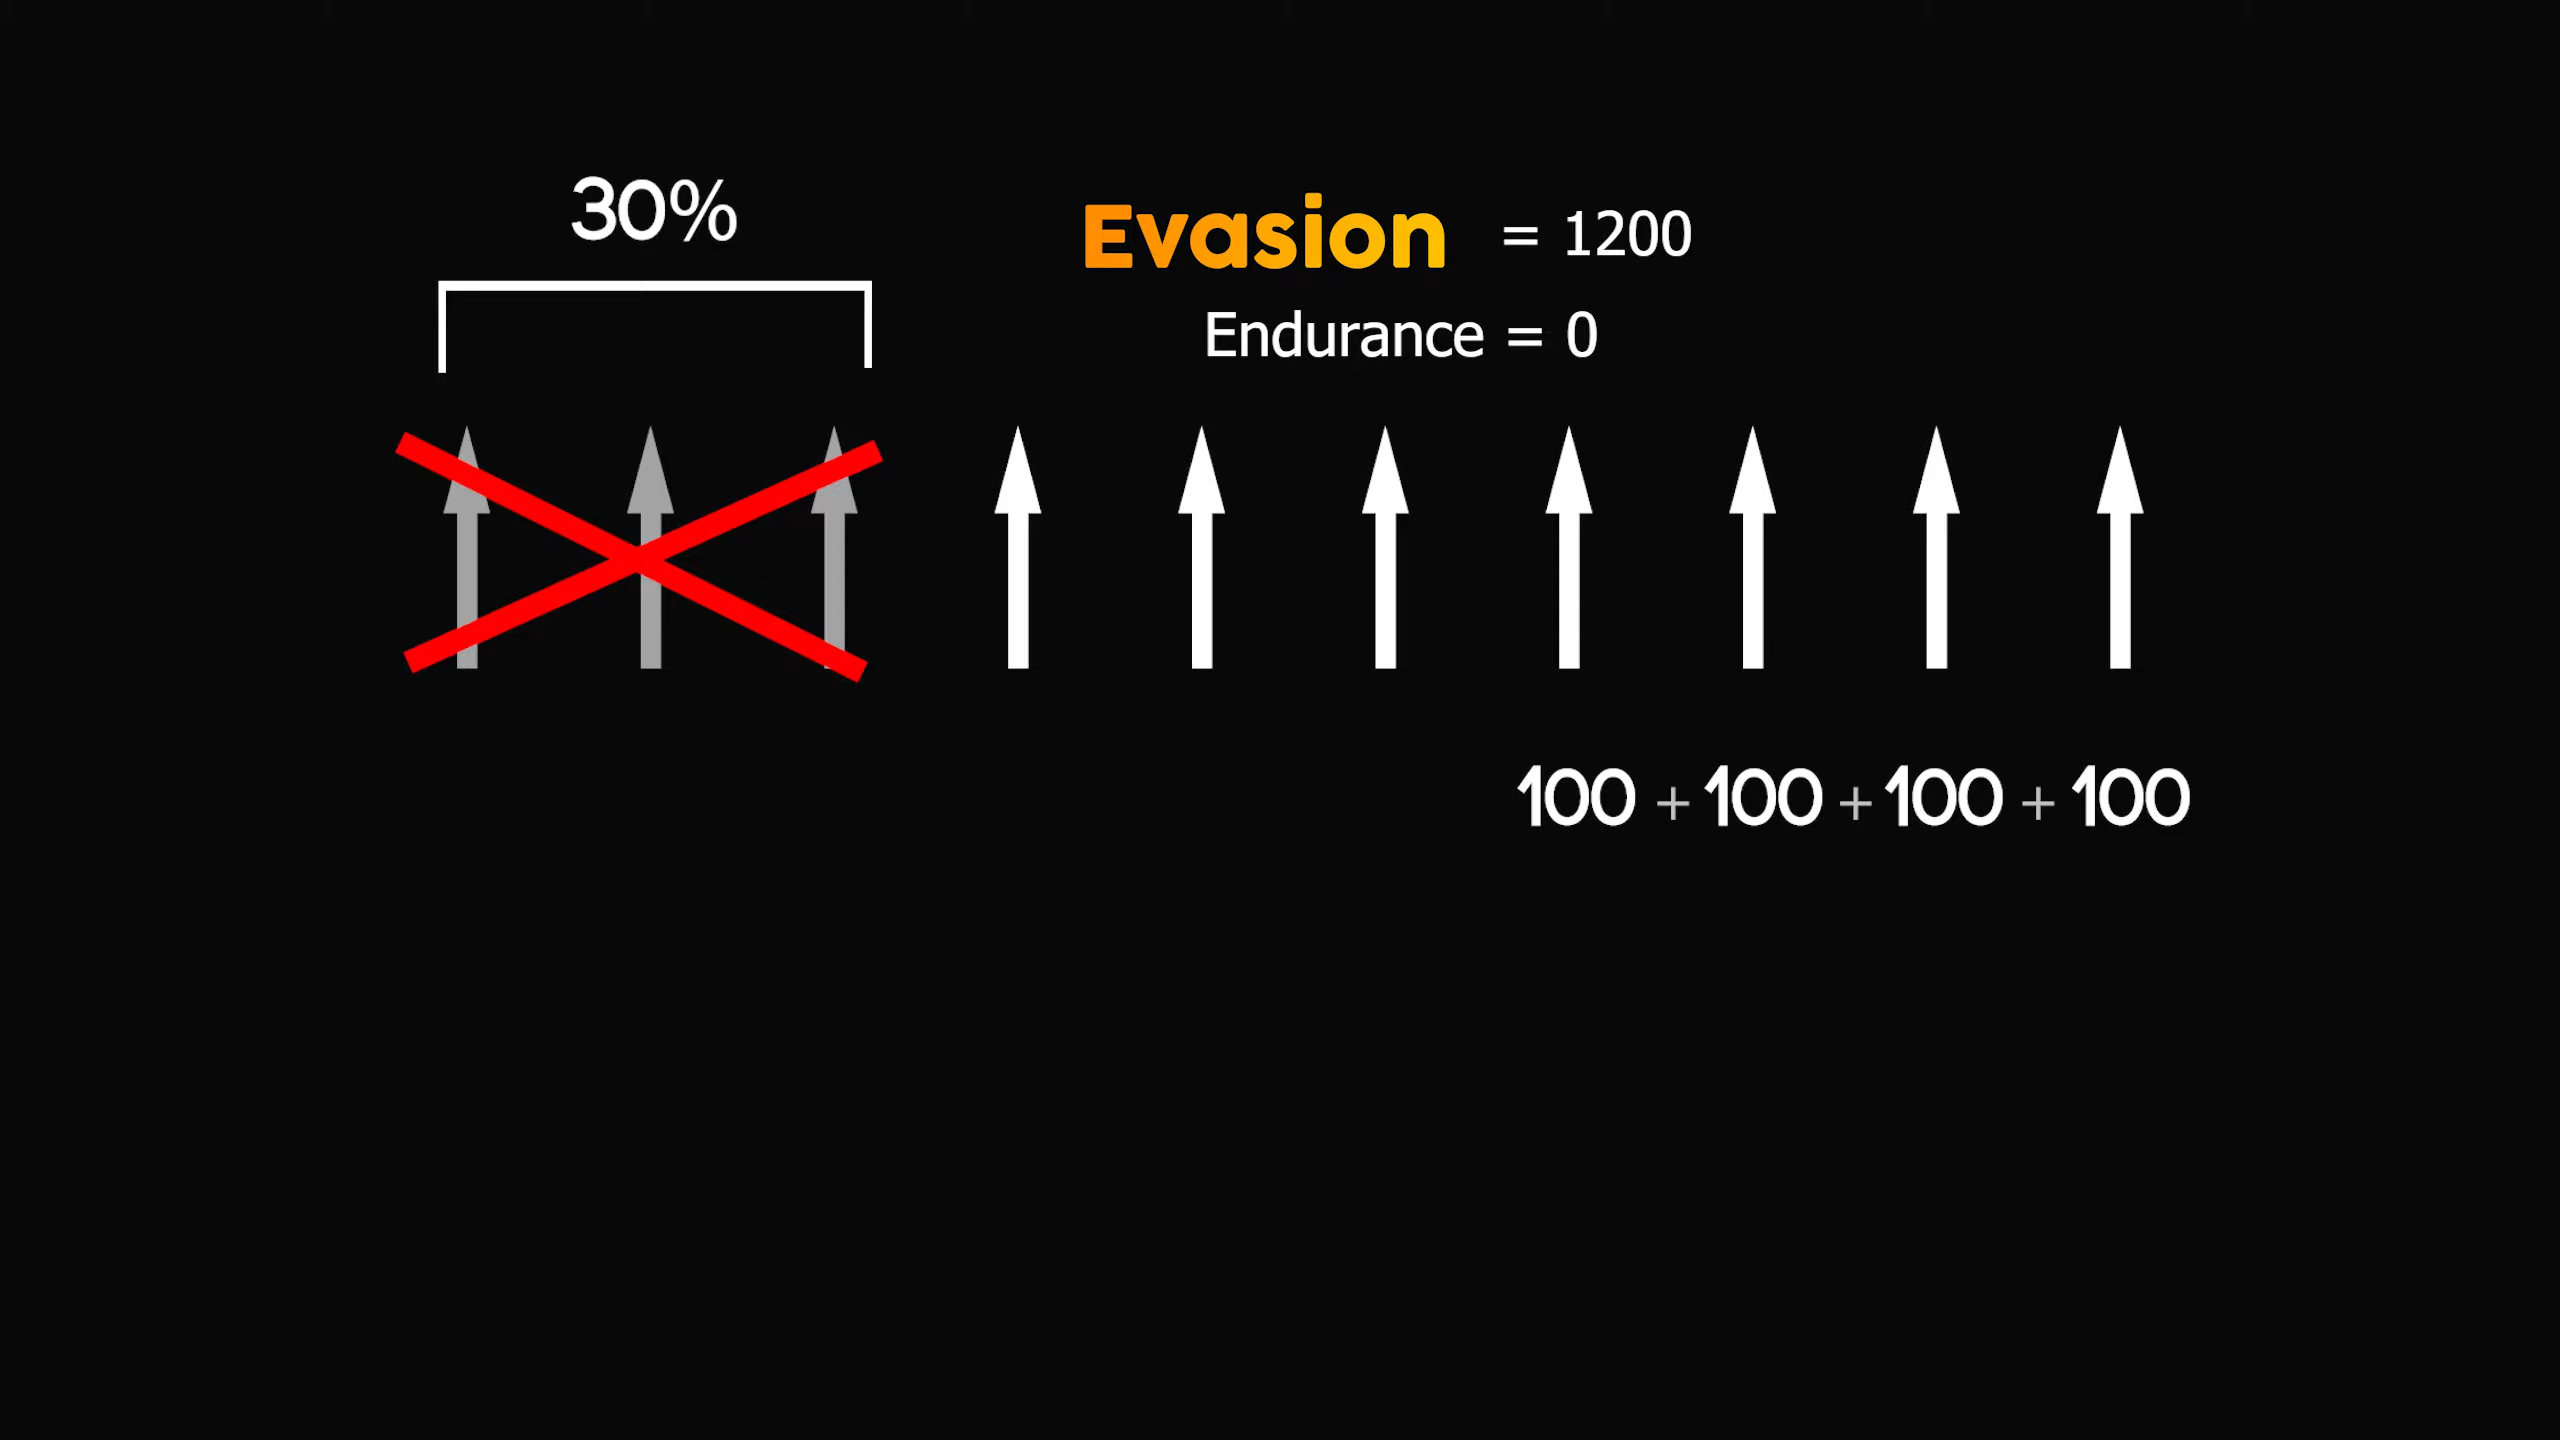 30%
Evasion = 1200
Endurance = 0
100 + 100 + 100 + 100